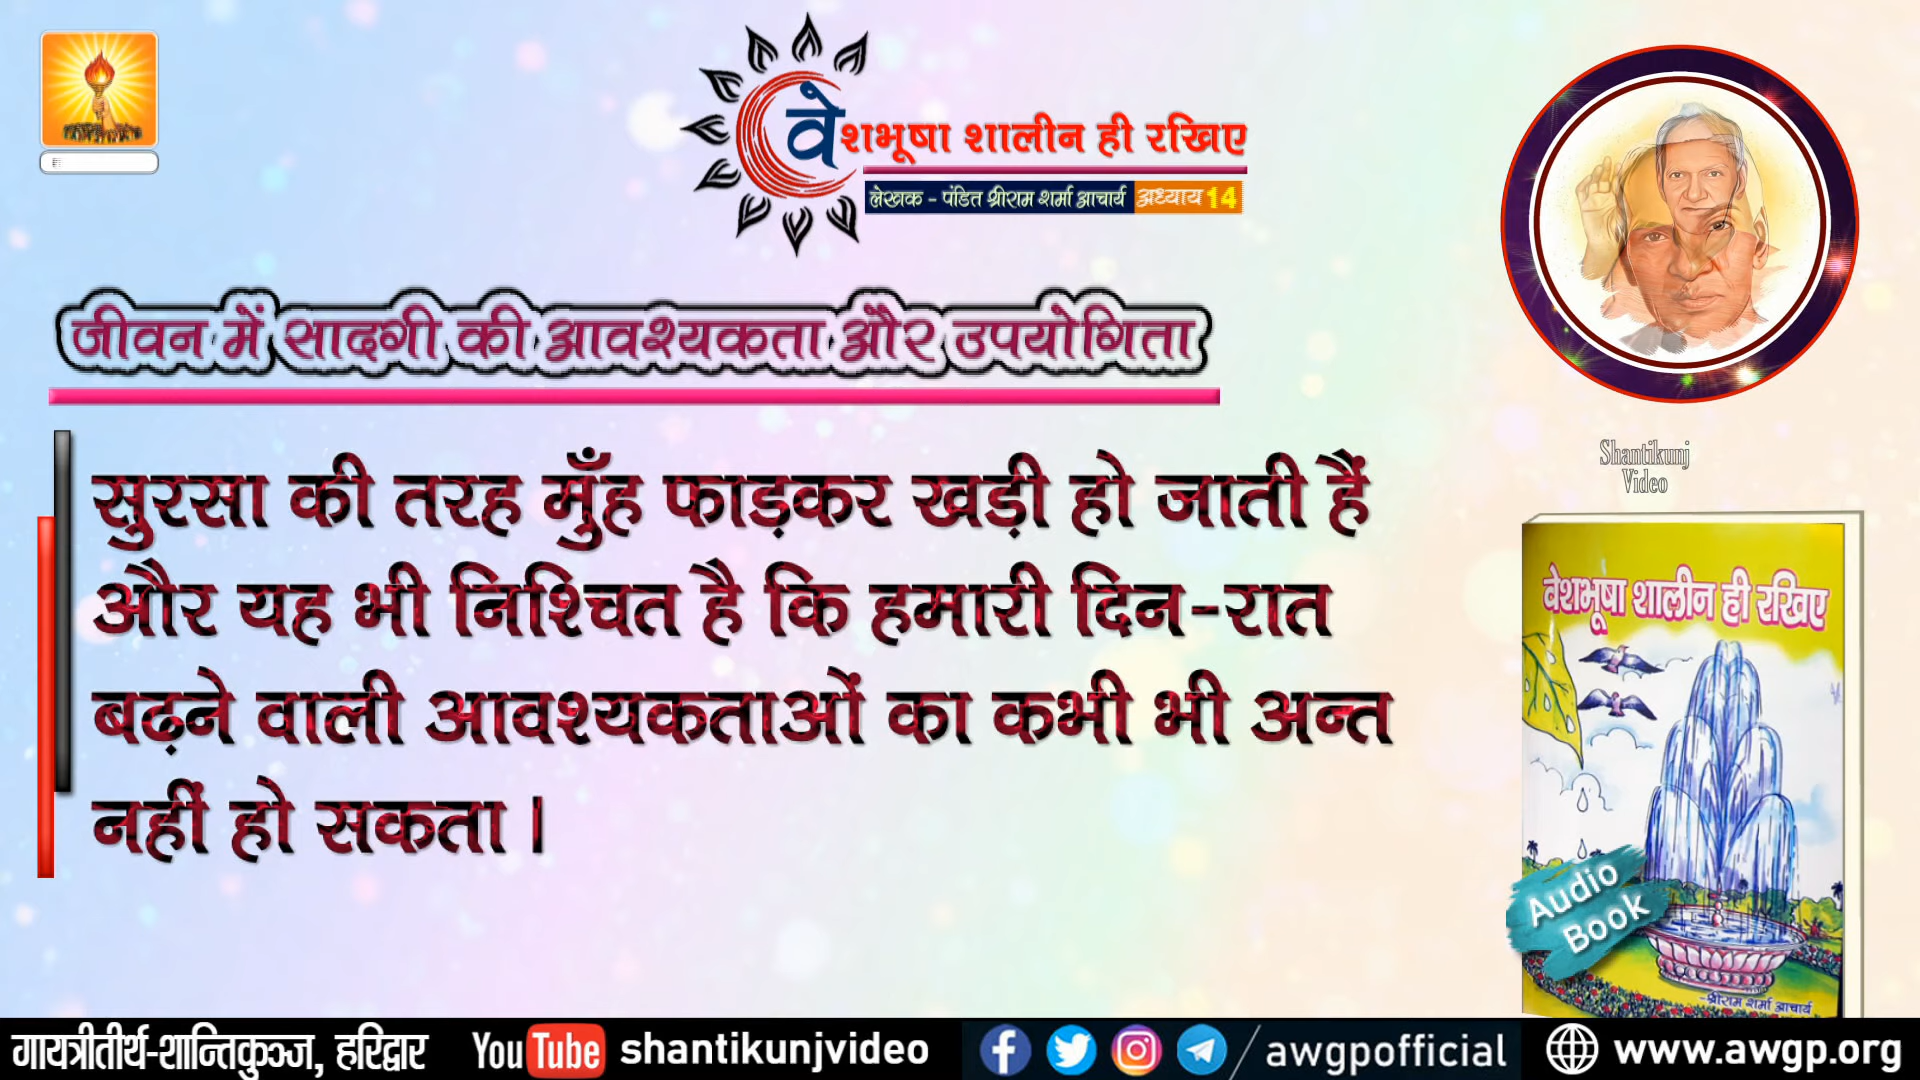 वेशभूषा शालीन ही रखिए
लेखक - पंडित श्रीराम शर्मा आचार्य अध्याय 14
जीवन में सादगी की आवश्यकता और उपयोगिता
सुरसा की तरह मुँह फाड़कर खड़ी हो जाती हैं
और यह भी निश्चित है कि हमारी दिन-रात
बढ़ने वाली आवश्यकताओं का कभी भी अन्त
नहीं हो सकता ।
Shantikunj
Video
वेशभूषा शालीन ही रखिए
Audio
Book
-श्रीराम शर्मा आचार्य
गायत्रीतीर्थ-शान्तिकुञ्ज, हरिद्वार YouTube shantikunjvideo / awgpofficial www.awgp.org